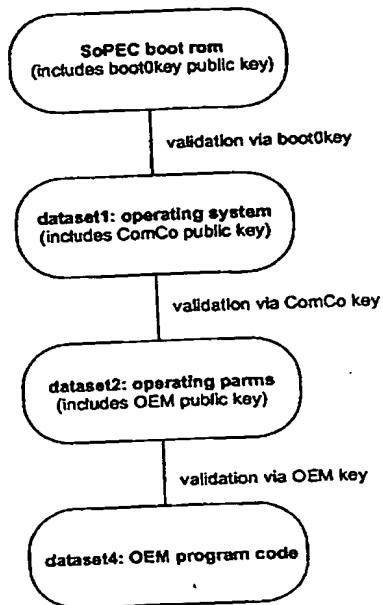 SoPEC boot rom
(includes boot0key public key)
validation via boot0key
dataset1: operating system
(includes ComCo public key)
validation via ComCo key
dataset2: operating parms
(includes OEM public key)
validation via OEM key
dataset4: OEM program code